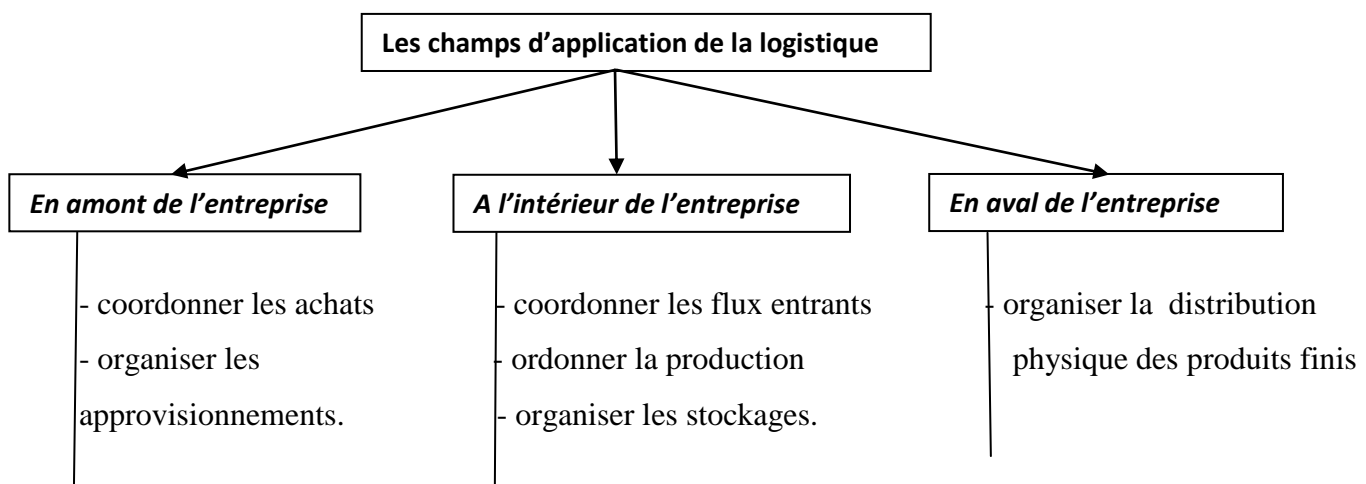 Les champs d’application de la logistique
En amont de l’entreprise
- coordonner les achats
- organiser les
approvisionnements.
A l’intérieur de l’entreprise
- coordonner les flux entrants
- ordonner la production
- organiser les stockages.
En aval de l’entreprise
- organiser la distribution
physique des produits finis